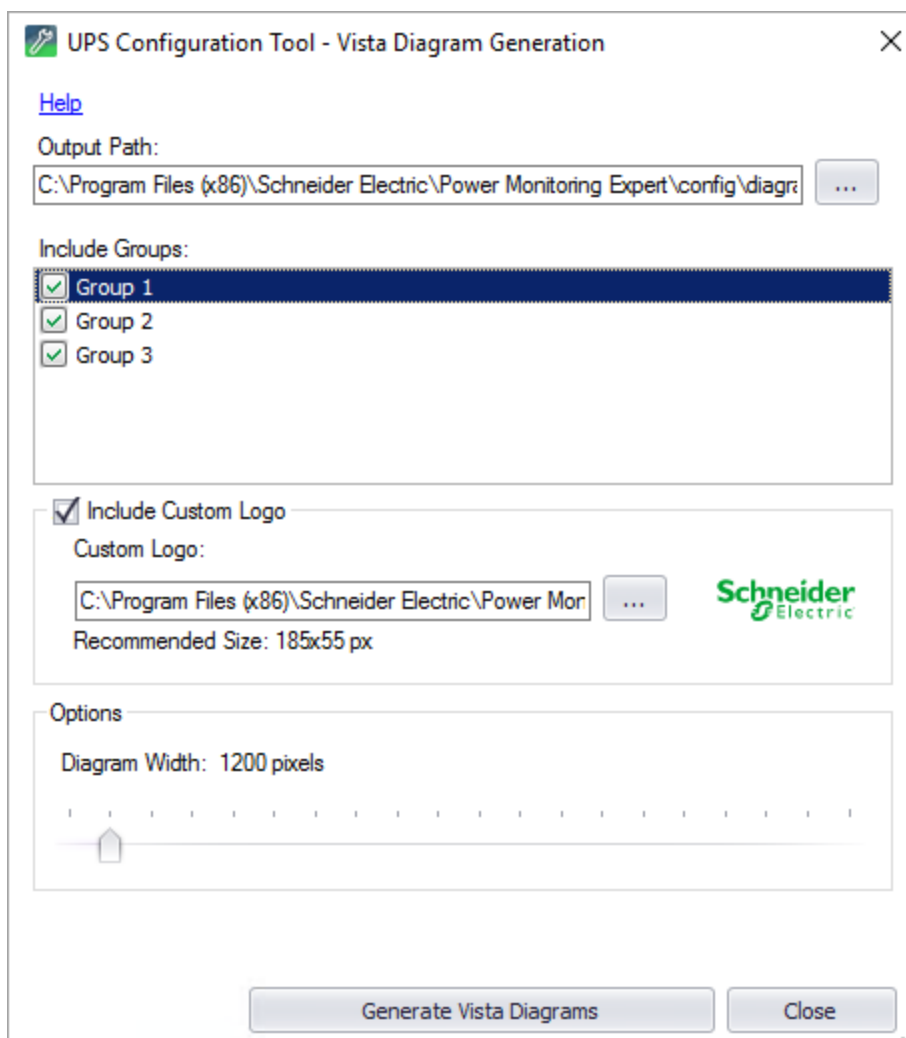 UPS Configuration Tool - Vista Diagram Generation
Help
Output Path:
C:\Program Files (x86)\Schneider Electric\Power Monitoring Expert\config\diagra
...
Include Groups:
Group 1
Group 2
Group 3
Include Custom Logo
Custom Logo:
C:\Program Files (x86)\Schneider Electric\Power Mon
...
Schneider
Electric
Recommended Size: 185x55 px
Options
Diagram Width: 1200 pixels
Generate Vista Diagrams
Close